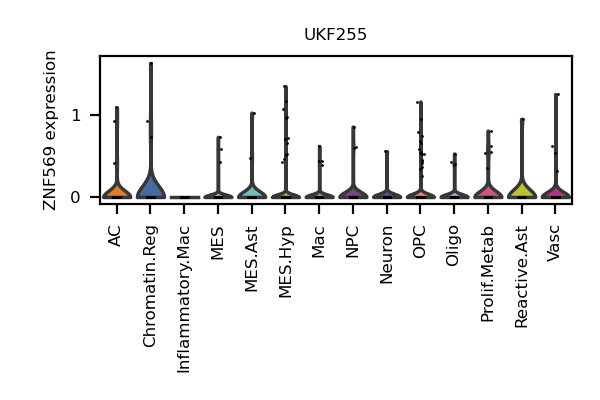 UKF255
ZNF569 expression
1
0
AC
Chromatin.Reg
Inflammatory.Mac
MES
MES.Ast
MES.Hyp
Mac
NPC
Neuron
OPC
Oligo
Prolif.Metab
Reactive.Ast
Vasc